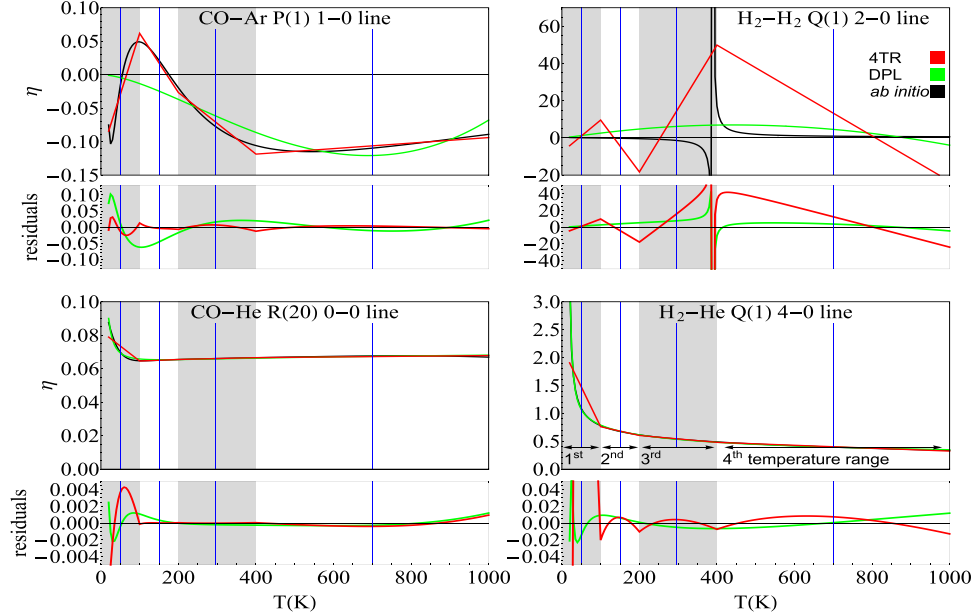 CO−Ar P(1) 1−0 line
0.10
0.05
0.00
−0.05
−0.10
−0.15
η
residuals
0.10
0.05
0.00
−0.05
−0.10
H₂−H₂ Q(1) 2−0 line
4TR
DPL
ab initio
60
40
20
0
−20
40
20
0
−20
−40
CO−He R(20) 0−0 line
0.10
0.08
0.06
0.04
0.02
0.00
η
residuals
0.004
0.002
0.000
−0.002
−0.004
0 200 400 600 800 1000
T(K)
H₂−He Q(1) 4−0 line
3.0
2.5
2.0
1.5
1.0
0.5
0.0
1ˢᵗ 2ⁿᵈ 3ʳᵈ 4ᵗʰ temperature range
0.004
0.002
0.000
−0.002
−0.004
0 200 400 600 800 1000
T(K)